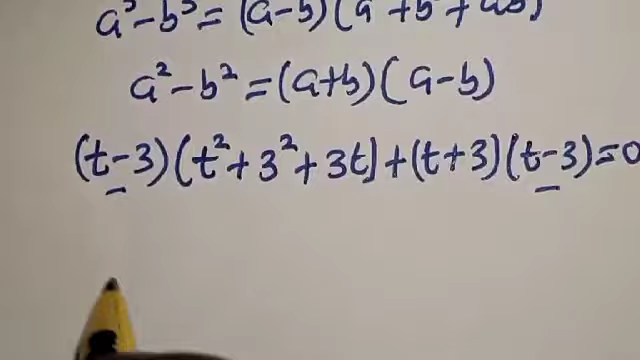 a³-b³=(a-b)(a²+b²+ab)
a²-b²=(a+b)(a-b)
(t-3)(t²+3²+3t]+(t+3)(t-3)=0